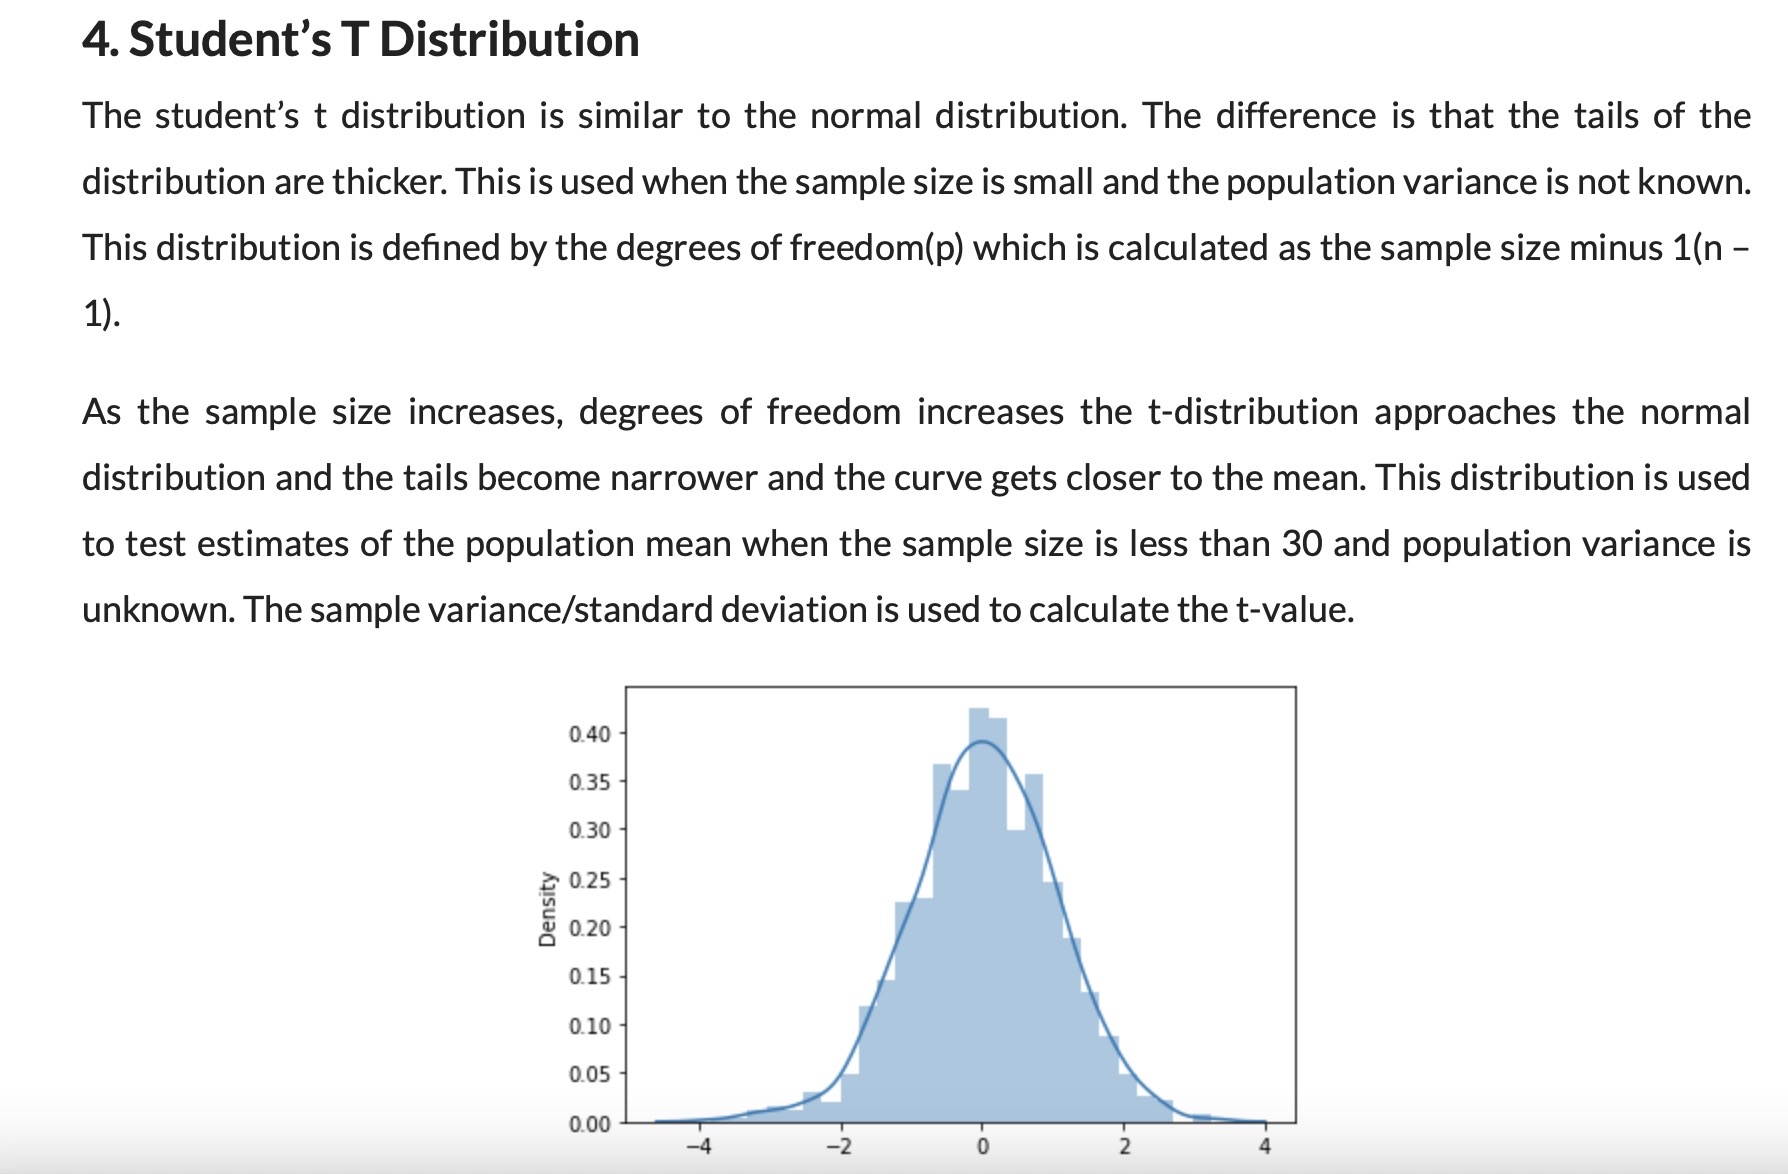 4. Student’s T Distribution
The student’s t distribution is similar to the normal distribution. The difference is that the tails of the
distribution are thicker. This is used when the sample size is small and the population variance is not known.
This distribution is defined by the degrees of freedom(p) which is calculated as the sample size minus 1(n –
1).
As the sample size increases, degrees of freedom increases the t-distribution approaches the normal
distribution and the tails become narrower and the curve gets closer to the mean. This distribution is used
to test estimates of the population mean when the sample size is less than 30 and population variance is
unknown. The sample variance/standard deviation is used to calculate the t-value.
0.40
0.35
0.30
0.25
0.20
0.15
0.10
0.05
0.00
Density
−4 −2 0 2 4